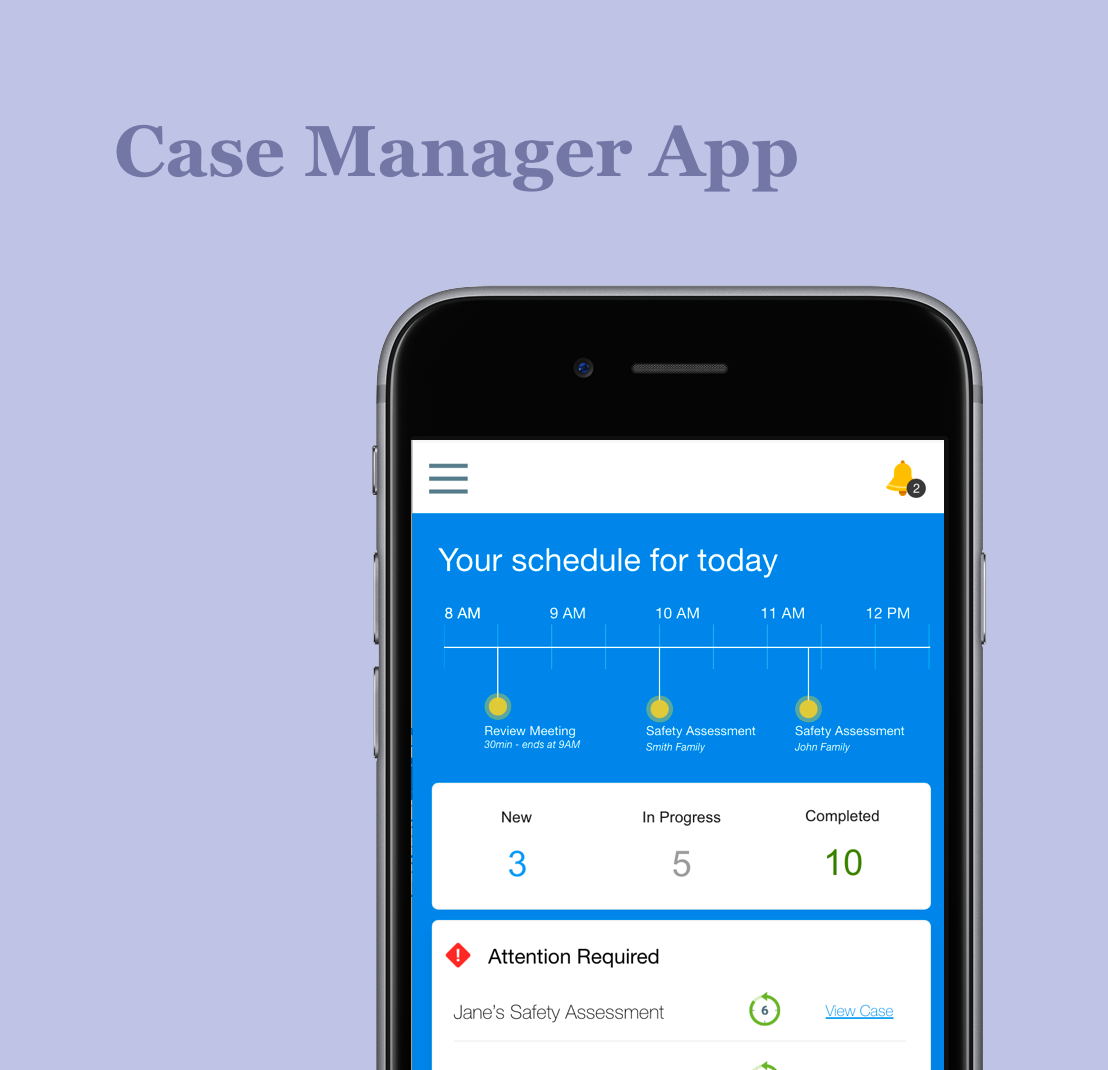 Case Manager App
2
Your schedule for today
8 AM 9 AM 10 AM 11 AM 12 PM
Review Meeting
30min - ends at 9AM
Safety Assessment
Smith Family
Safety Assessment
John Family
New In Progress Completed
3 5 10
! Attention Required
Jane's Safety Assessment 6 View Case